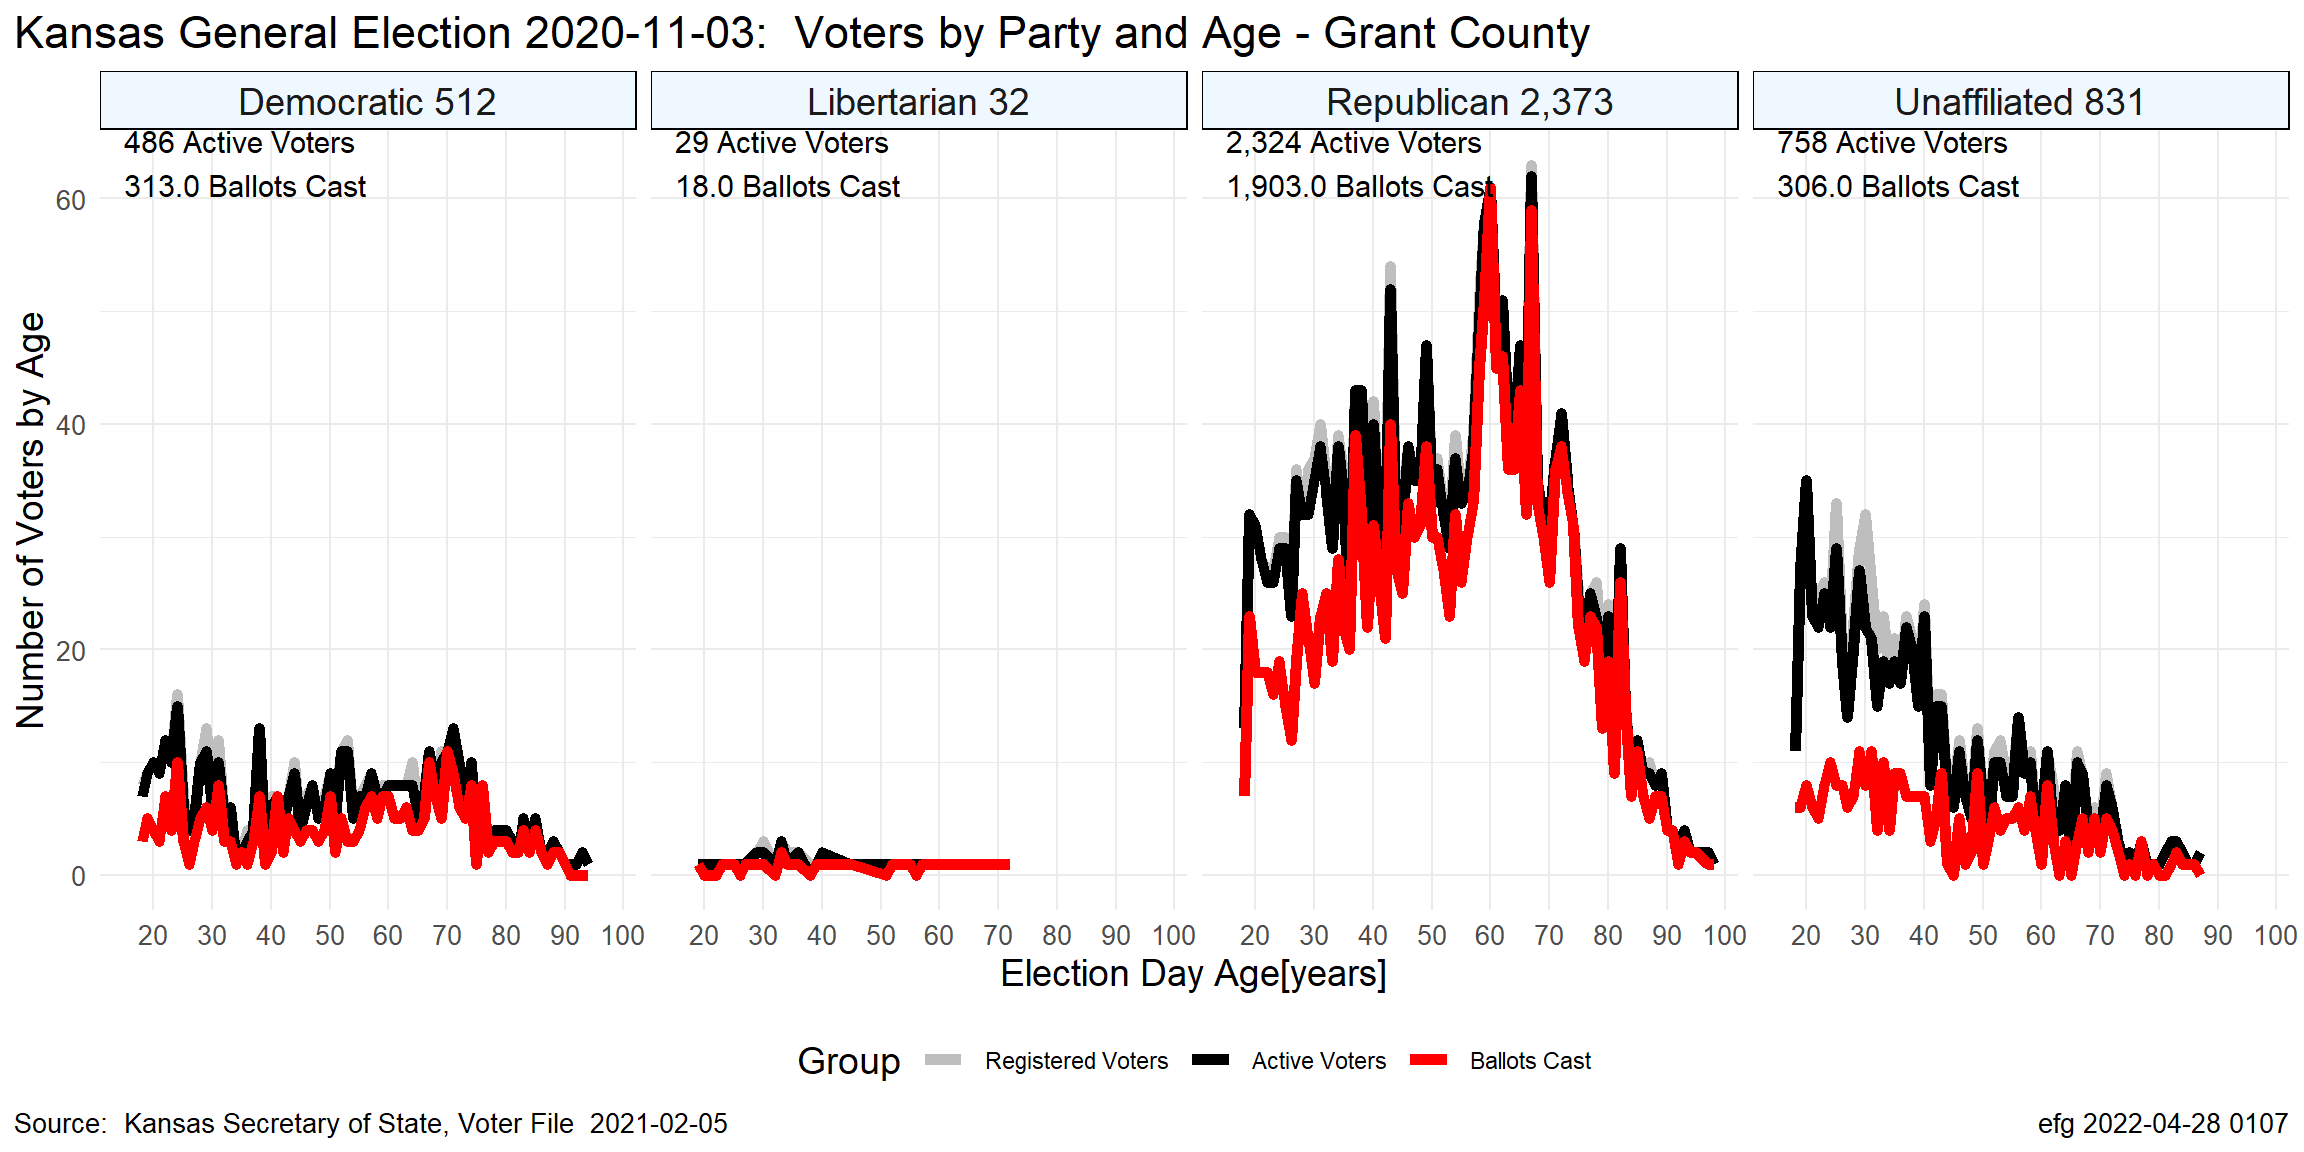 Kansas General Election 2020-11-03:  Voters by Party and Age - Grant County
Democratic 512
Libertarian 32
Republican 2,373
Unaffiliated 831
486 Active Voters
313.0 Ballots Cast
29 Active Voters
18.0 Ballots Cast
2,324 Active Voters
1,903.0 Ballots Cast
758 Active Voters
306.0 Ballots Cast
Number of Voters by Age
60
40
20
0
20 30 40 50 60 70 80 90 100
20 30 40 50 60 70 80 90 100
20 30 40 50 60 70 80 90 100
20 30 40 50 60 70 80 90 100
Election Day Age[years]
Group Registered Voters Active Voters Ballots Cast
Source:  Kansas Secretary of State, Voter File  2021-02-05
efg 2022-04-28 0107